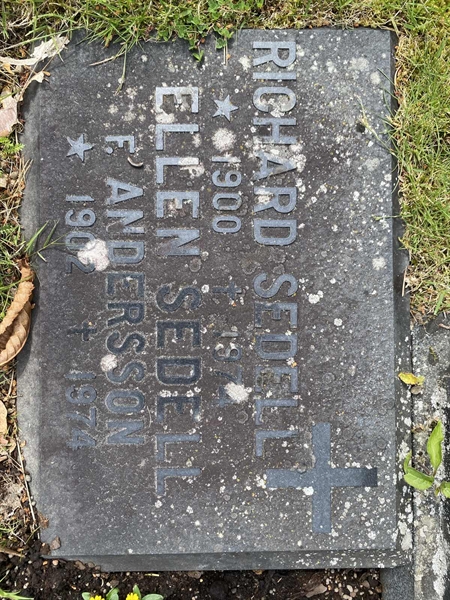 RICHARD SEDELL
★ 1900 † 1974
ELLEN SEDELL
F. ANDERSSON
★ 1902 † 1974